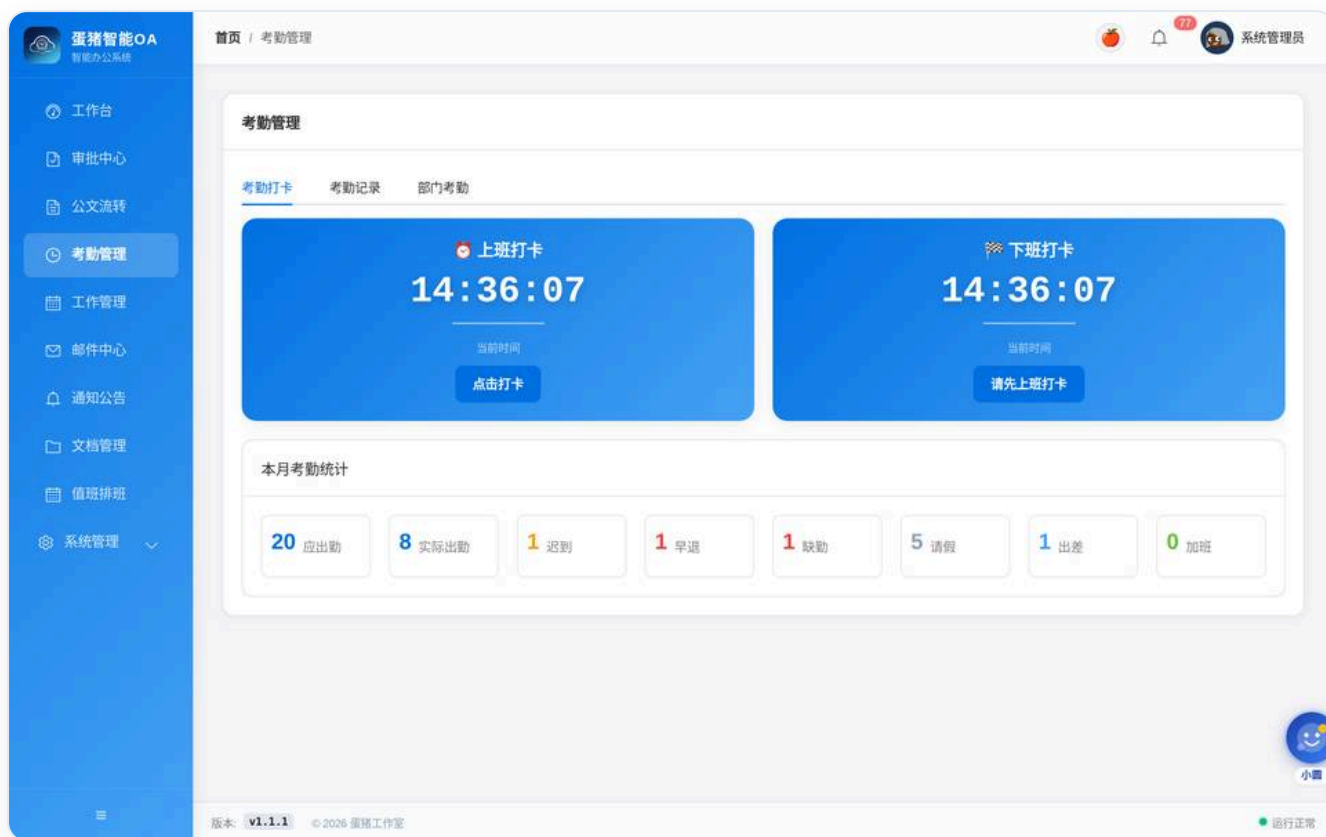 蛋猪智能OA
智能办公系统
首页 / 考勤管理
77
系统管理员
工作台
审批中心
公文流转
考勤管理
工作管理
邮件中心
通知公告
文档管理
值班排班
系统管理
考勤管理
考勤打卡 考勤记录 部门考勤
上班打卡
14:36:07
当前时间
点击打卡
下班打卡
14:36:07
当前时间
请先上班打卡
本月考勤统计
20 应出勤
8 实际出勤
1 迟到
1 早退
1 缺勤
5 请假
1 出差
0 加班
小圆
版本: v1.1.1 © 2026 蛋猪工作室
运行正常